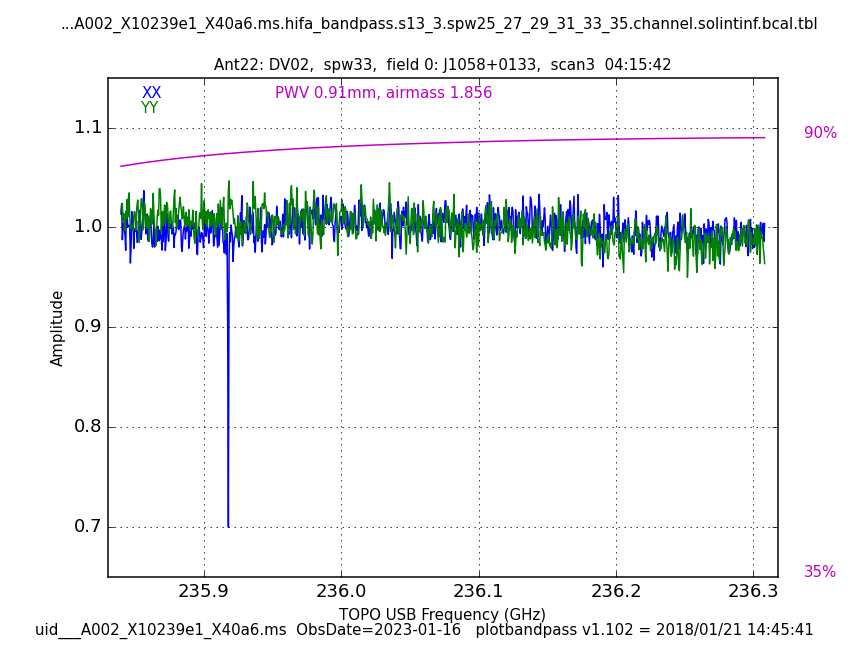 ...A002_X10239e1_X40a6.ms.hifa_bandpass.s13_3.spw25_27_29_31_33_35.channel.solintinf.bcal.tbl
Ant22: DV02,  spw33,  field 0: J1058+0133,  scan3  04:15:42
XX
YY
PWV 0.91mm, airmass 1.856
90%
35%
1.1
1.0
0.9
0.8
0.7
Amplitude
235.9 236.0 236.1 236.2 236.3
TOPO USB Frequency (GHz)
uid___A002_X10239e1_X40a6.ms  ObsDate=2023-01-16   plotbandpass v1.102 = 2018/01/21 14:45:41